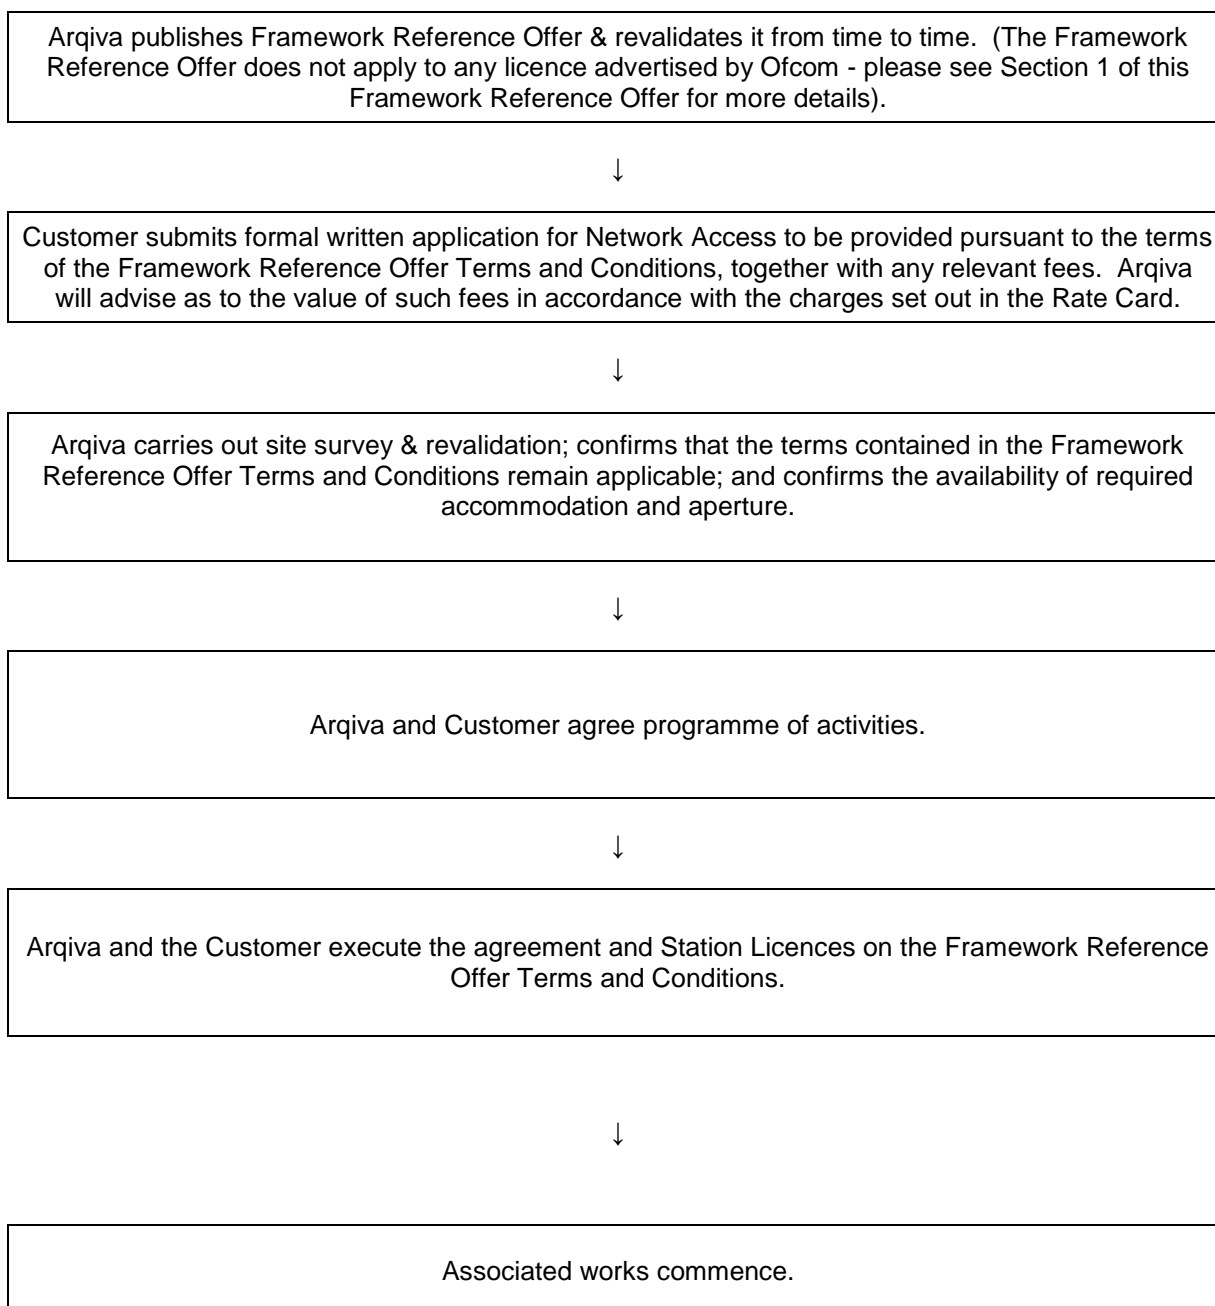 Arqiva publishes Framework Reference Offer & revalidates it from time to time.  (The Framework
Reference Offer does not apply to any licence advertised by Ofcom - please see Section 1 of this
Framework Reference Offer for more details).
↓
Customer submits formal written application for Network Access to be provided pursuant to the terms
of the Framework Reference Offer Terms and Conditions, together with any relevant fees.  Arqiva
will advise as to the value of such fees in accordance with the charges set out in the Rate Card.
↓
Arqiva carries out site survey & revalidation; confirms that the terms contained in the Framework
Reference Offer Terms and Conditions remain applicable; and confirms the availability of required
accommodation and aperture.
↓
Arqiva and Customer agree programme of activities.
↓
Arqiva and the Customer execute the agreement and Station Licences on the Framework Reference
Offer Terms and Conditions.
↓
Associated works commence.